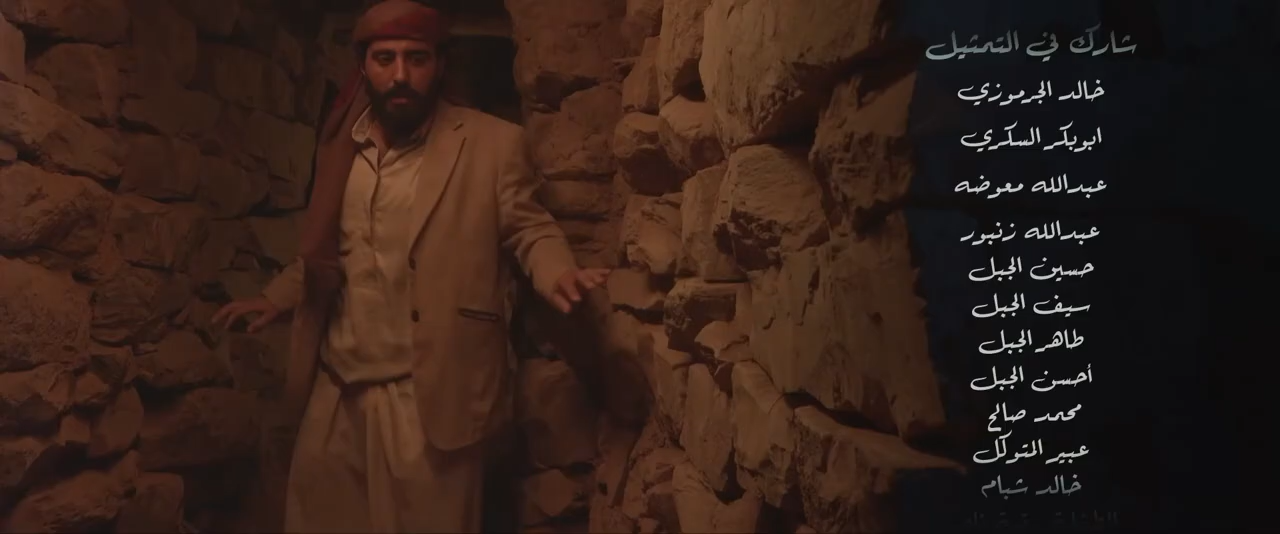 شارك في التمثيل
خالد الجرموزي
ابوبكر السكري
عبدالله معوضه
عبدالله زنبور
حسين الجبل
سيف الجبل
طاهر الجبل
أحسن الجبل
محمد صالح
عبير المتوكل
خالد شبام